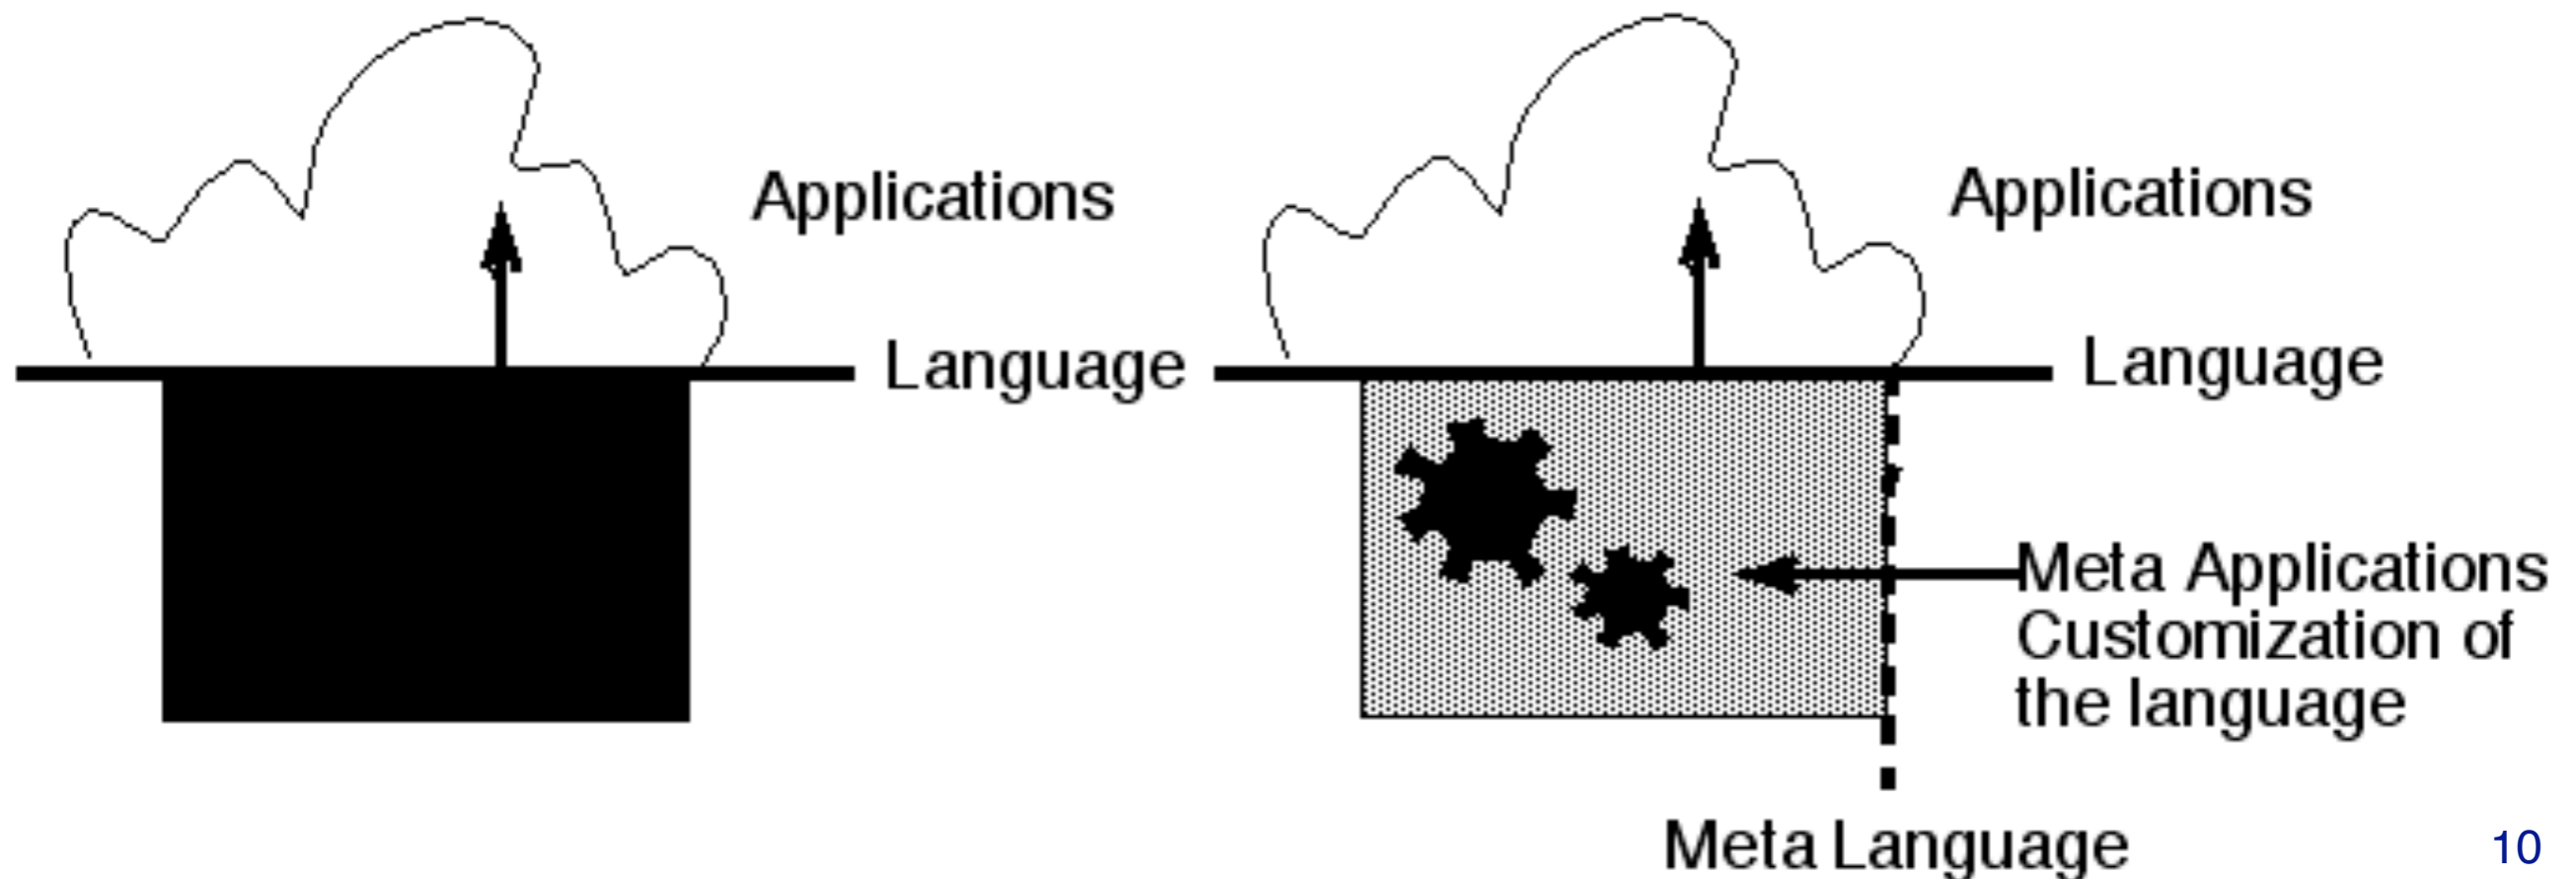 Applications
Language
Applications
Language
Meta Applications
Customization of
the language
Meta Language
10